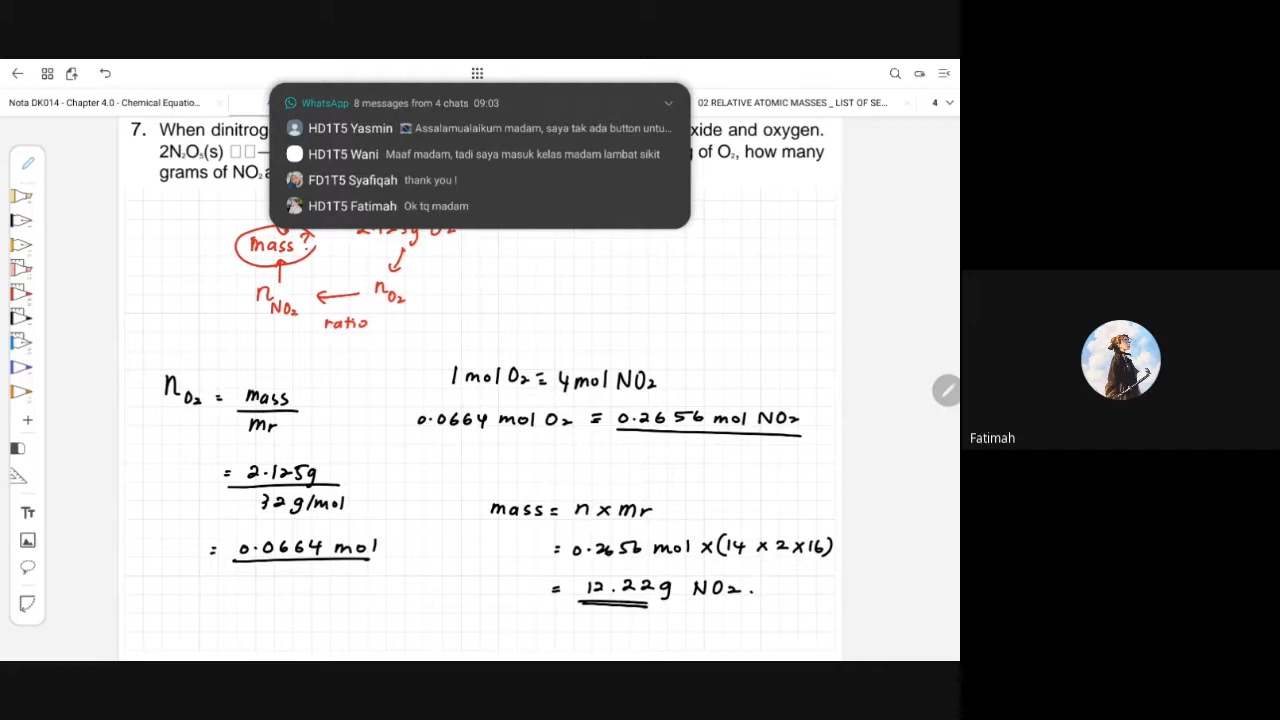 Nota DK014 - Chapter 4.0 - Chemical Equatio...
02 RELATIVE ATOMIC MASSES _ LIST OF SE...
4
WhatsApp 8 messages from 4 chats 09:03
HD1T5 Yasmin Assalamualaikum madam, saya tak ada button untu...
HD1T5 Wani Maaf madam, tadi saya masuk kelas madam lambat sikit
FD1T5 Syafiqah thank you !
HD1T5 Fatimah Ok tq madam
7. When dinitrog xide and oxygen.
2N₂O₅(s) □□— g of O₂, how many
grams of NO₂ a
mass? 2.125g O₂
nNO₂ ← nO₂
ratio
nO₂ = mass
mr
= 2.125g
32 g/mol
= 0.0664 mol
1 mol O₂ = 4 mol NO₂
0.0664 mol O₂ ≡ 0.2656 mol NO₂
mass = n x mr
= 0.2656 mol x (14 x 2 x 16)
= 12.22g NO₂.
Tт
Fatimah